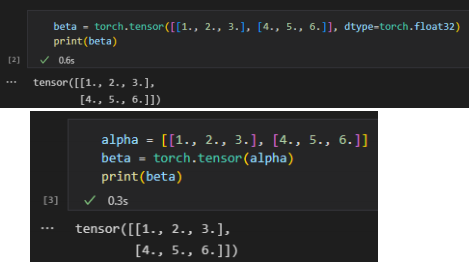 beta = torch.tensor([[1., 2., 3.], [4., 5., 6.]], dtype=torch.float32)
print(beta)
[2] ✓ 0.6s
... tensor([[1., 2., 3.],
[4., 5., 6.]])
alpha = [[1., 2., 3.], [4., 5., 6.]]
beta = torch.tensor(alpha)
print(beta)
[3] ✓ 0.3s
... tensor([[1., 2., 3.],
[4., 5., 6.]])